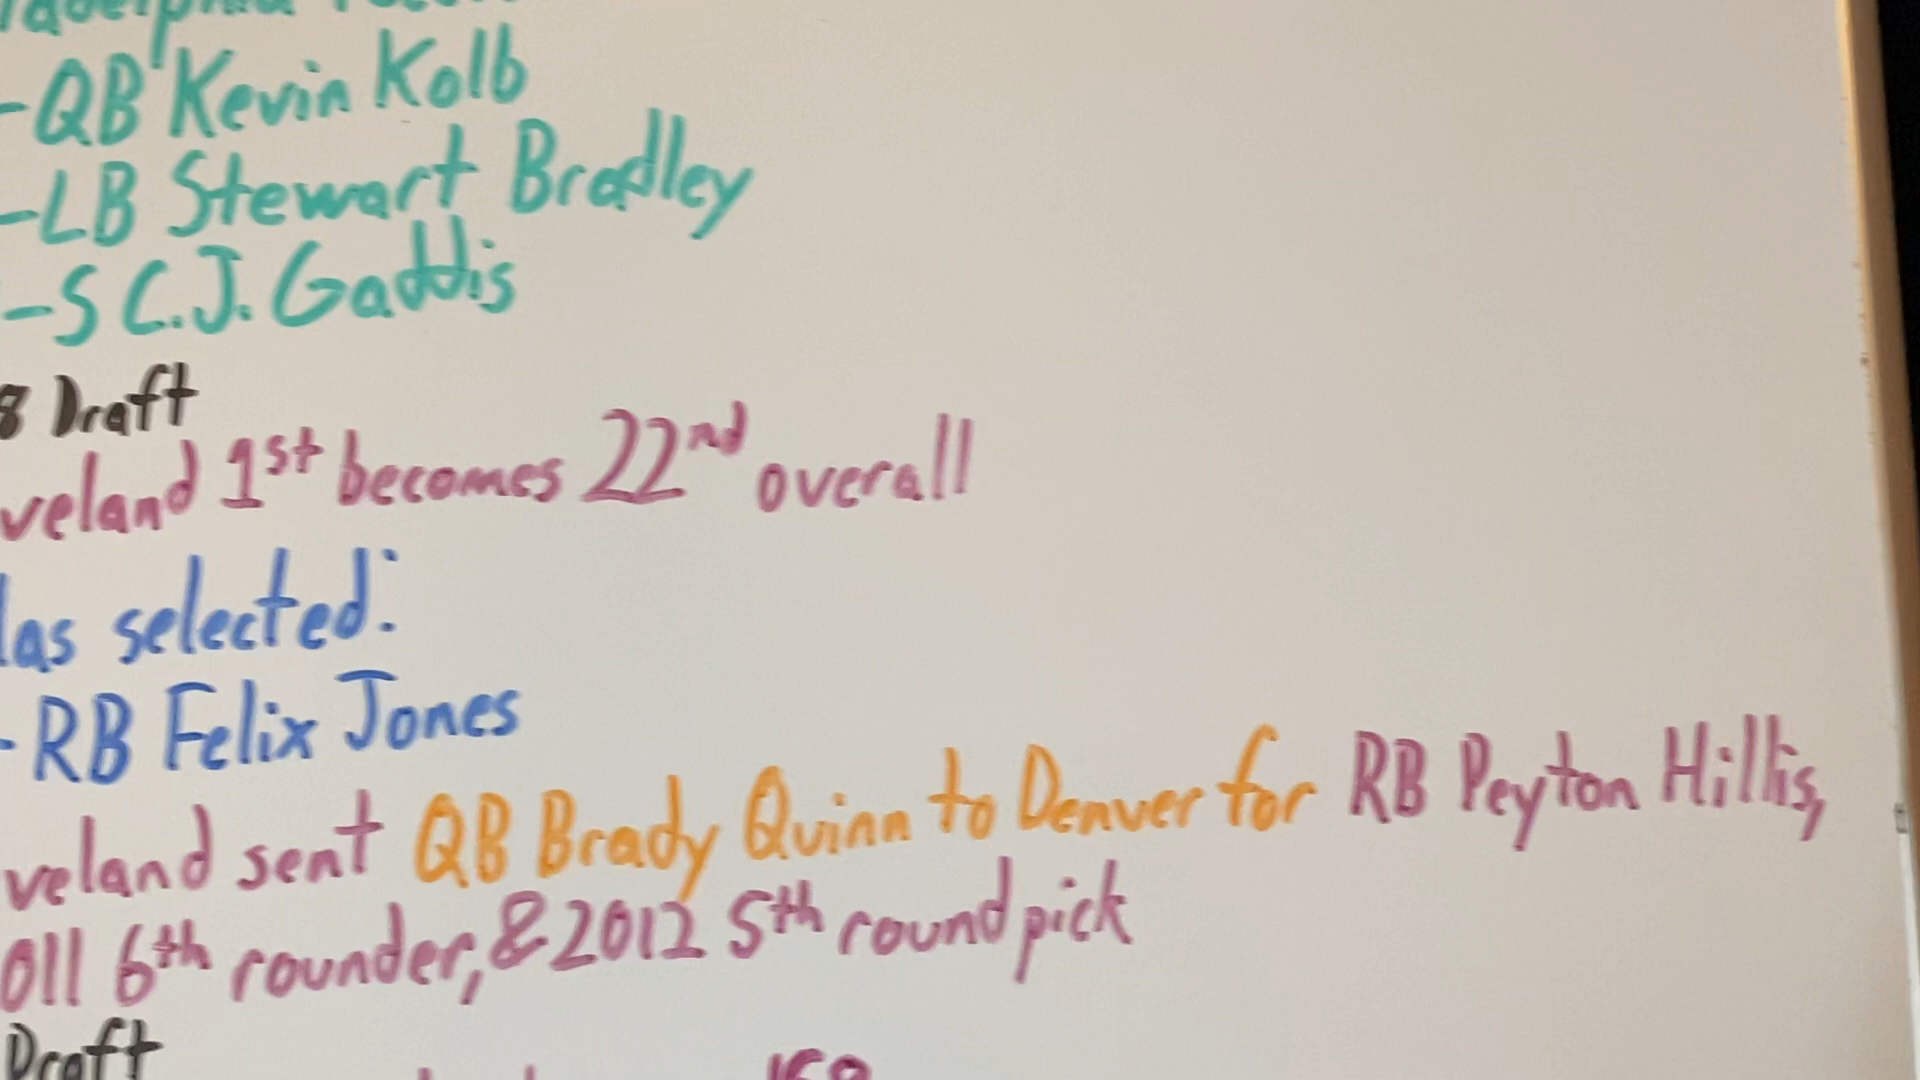 -QB Kevin Kolb
-LB Stewart Bradley
-S C.J. Gaddis
8 Draft
veland 1st becomes 22nd overall
las selected:
-RB Felix Jones
veland sent QB Brady Quinn to Denver for RB Peyton Hillis,
011 6th rounder, & 2012 5th round pick
Draft